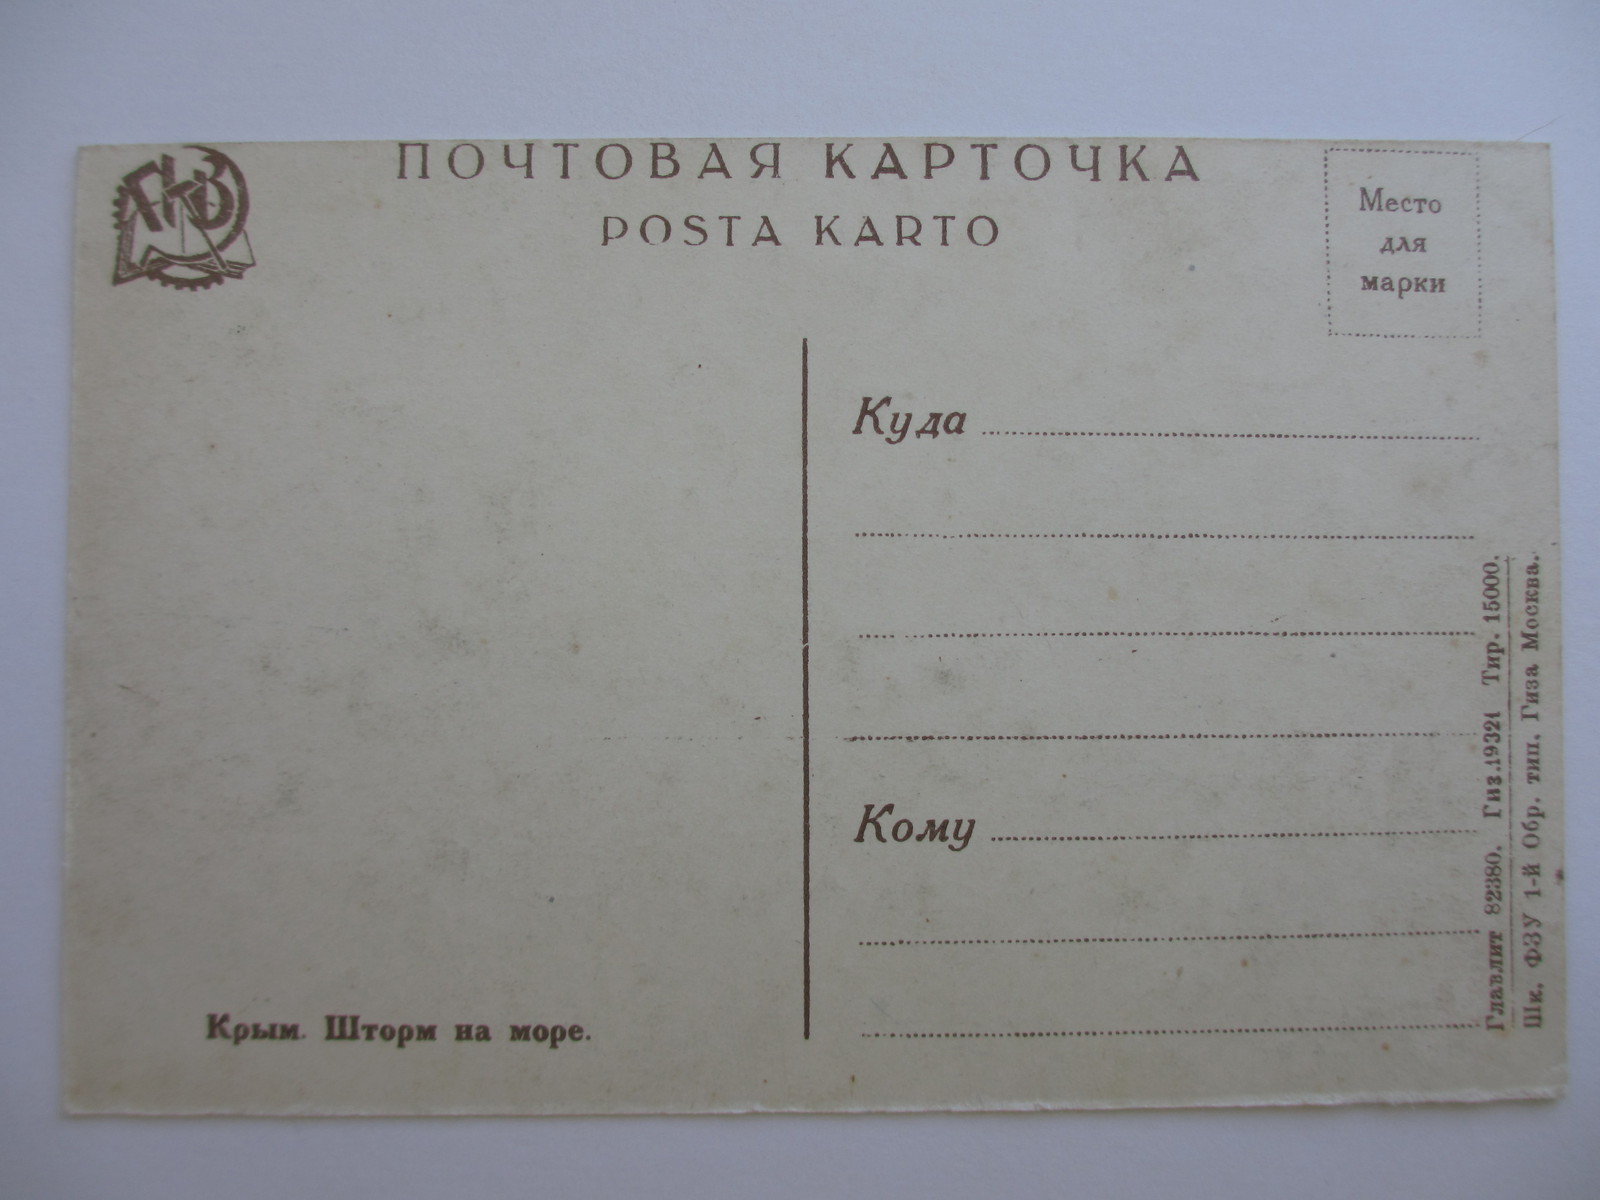 ГКВ
ПОЧТОВАЯ КАРТОЧКА
POSTA KARTO
Место
для
марки
Куда
Кому
Крым. Шторм на море.
Главлит 82380. Гиз.19321 Тир. 15000.
Шк. ФЗУ 1-й Обр. тип. Гиза Москва.